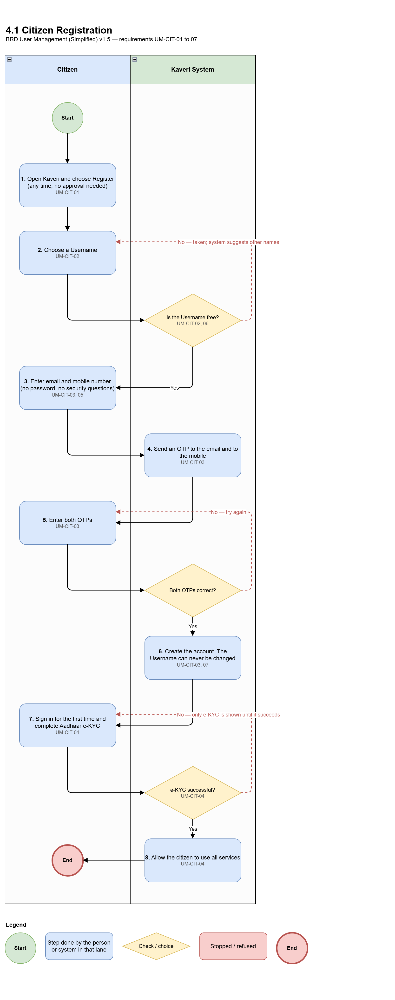 4.1 Citizen Registration
BRD User Management (Simplified) v1.5 — requirements UM-CIT-01 to 07
Citizen
Kaveri System
Start
1. Open Kaveri and choose Register
(any time, no approval needed)
UM-CIT-01
2. Choose a Username
UM-CIT-02
No — taken; system suggests other names
Is the Username free?
UM-CIT-02, 06
3. Enter email and mobile number
(no password, no security questions)
UM-CIT-03, 05
Yes
4. Send an OTP to the email and to
the mobile
UM-CIT-03
5. Enter both OTPs
UM-CIT-03
No — try again
Both OTPs correct?
Yes
6. Create the account. The
Username can never be changed
UM-CIT-03, 07
7. Sign in for the first time and
complete Aadhaar e-KYC
UM-CIT-04
No — only e-KYC is shown until it succeeds
e-KYC successful?
UM-CIT-04
Yes
8. Allow the citizen to use all services
UM-CIT-04
End
Legend
Start
Step done by the person
or system in that lane
Check / choice
Stopped / refused
End